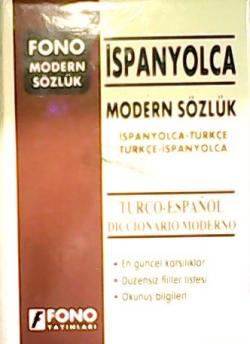 FONO
MODERN
SÖZLÜK
İSPANYOLCA
MODERN SÖZLÜK
İSPANYOLCA-TÜRKÇE
TÜRKÇE-İSPANYOLCA
TURCO-ESPAÑOL
DICCIONARIO MODERNO
• En güncel karşılıklar
• Düzensiz fiiller listesi
• Okunuş bilgileri
FONO
YAYINLARI